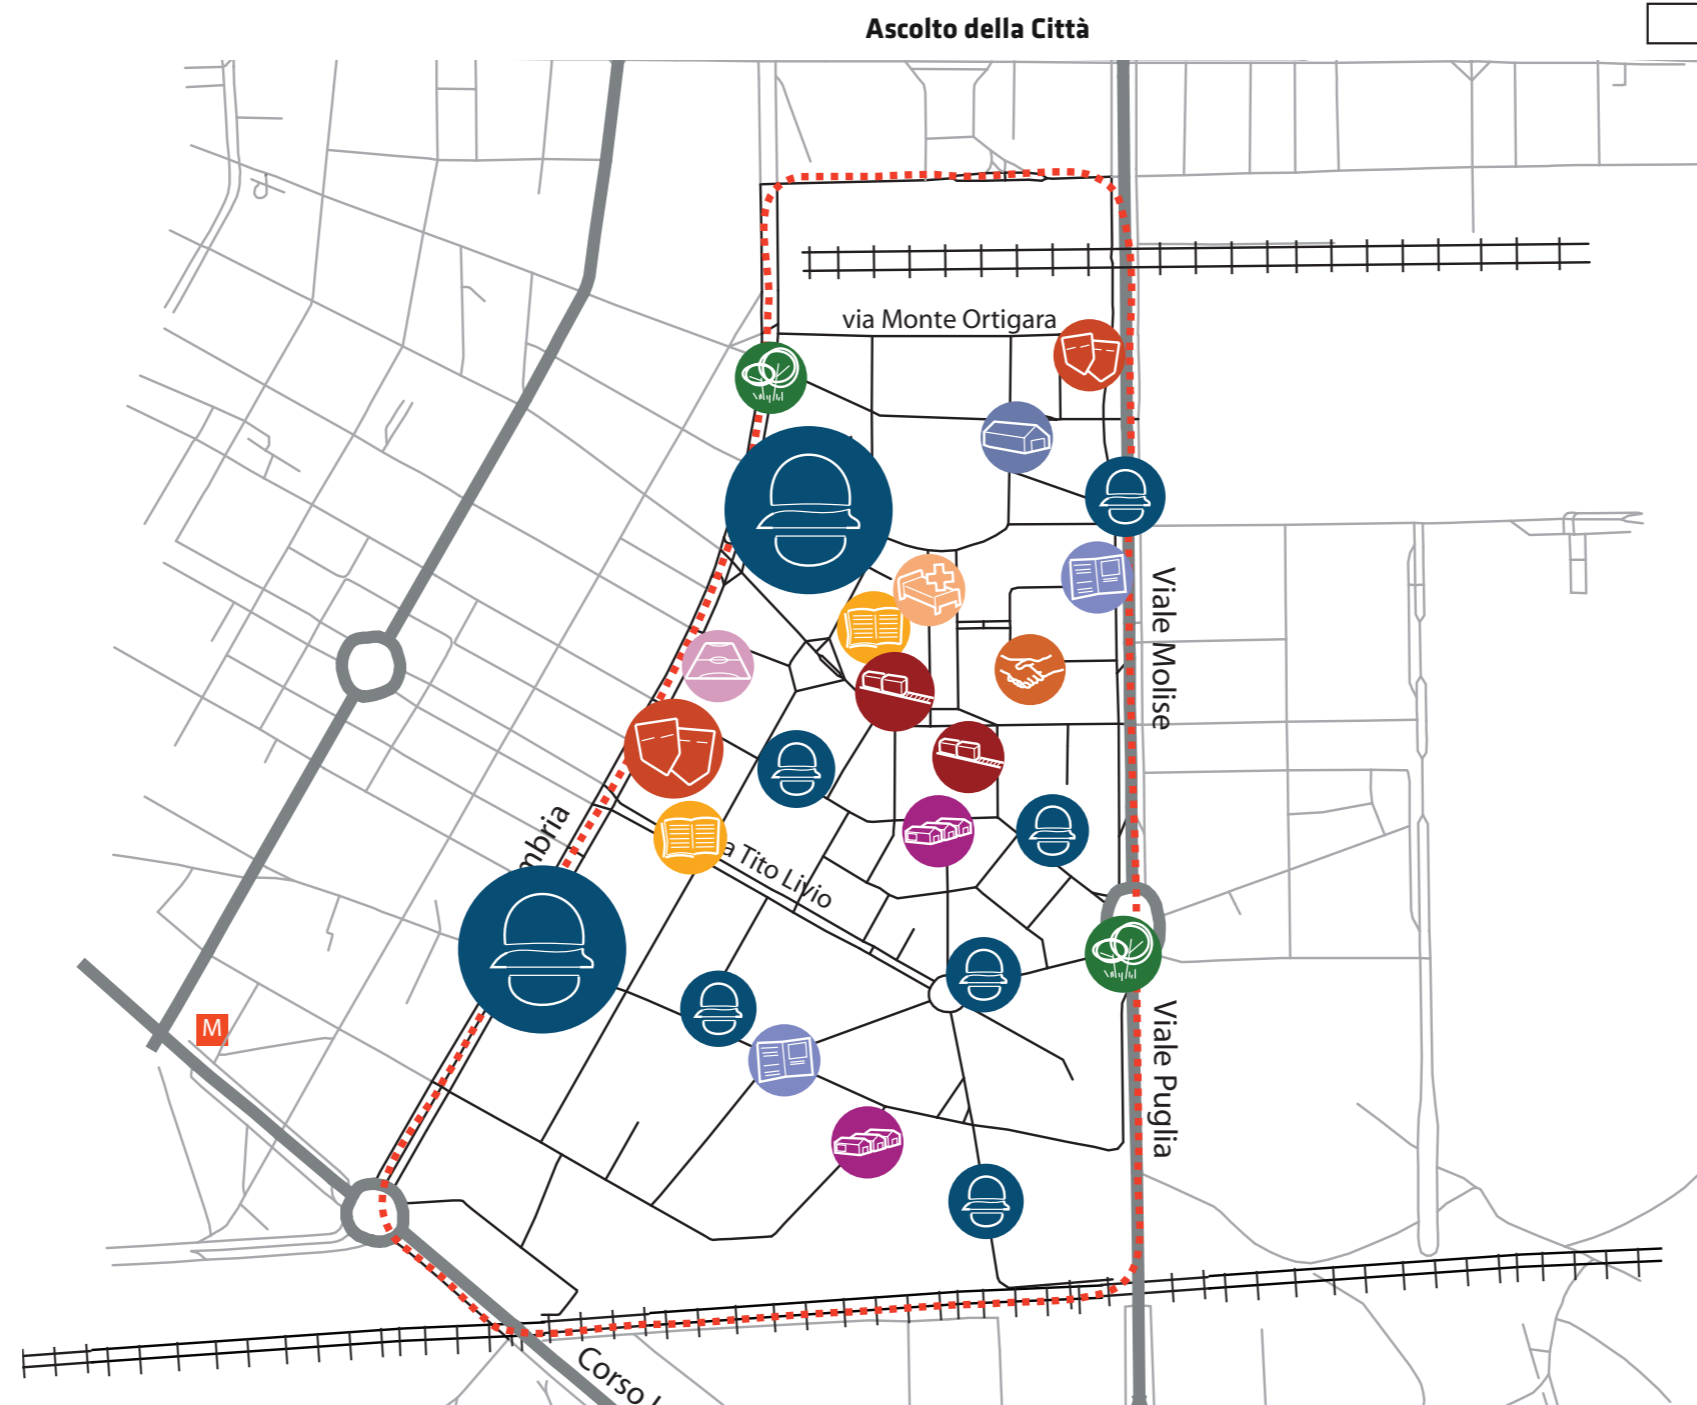 Ascolto della Città
via Monte Ortigara
Viale Molise
mbria
a Tito Livio
M
Viale Puglia
Corso